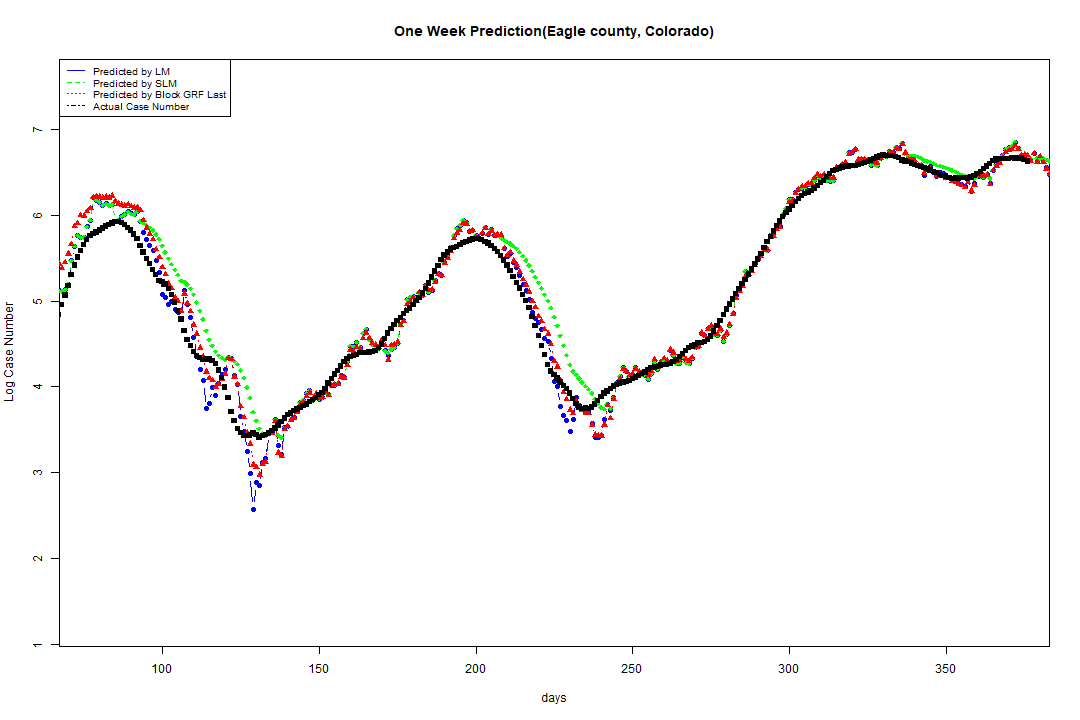 One Week Prediction(Eagle county, Colorado)
Predicted by LM
Predicted by SLM
Predicted by Block GRF Last
Actual Case Number
7
6
5
4
3
2
1
Log Case Number
100 150 200 250 300 350
days